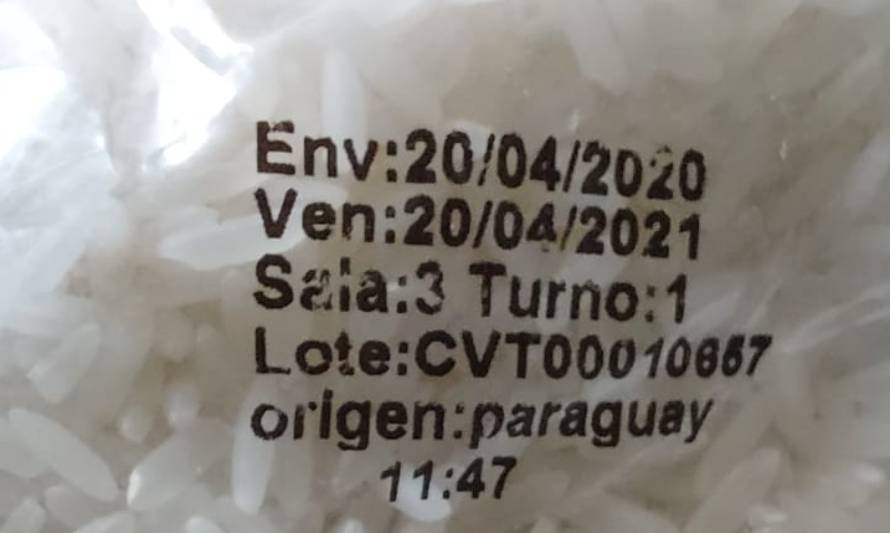 Env:20/04/2020
Ven:20/04/2021
Sala:3 Turno:1
Lote:CVT00010667
origen:paraguay
11:47